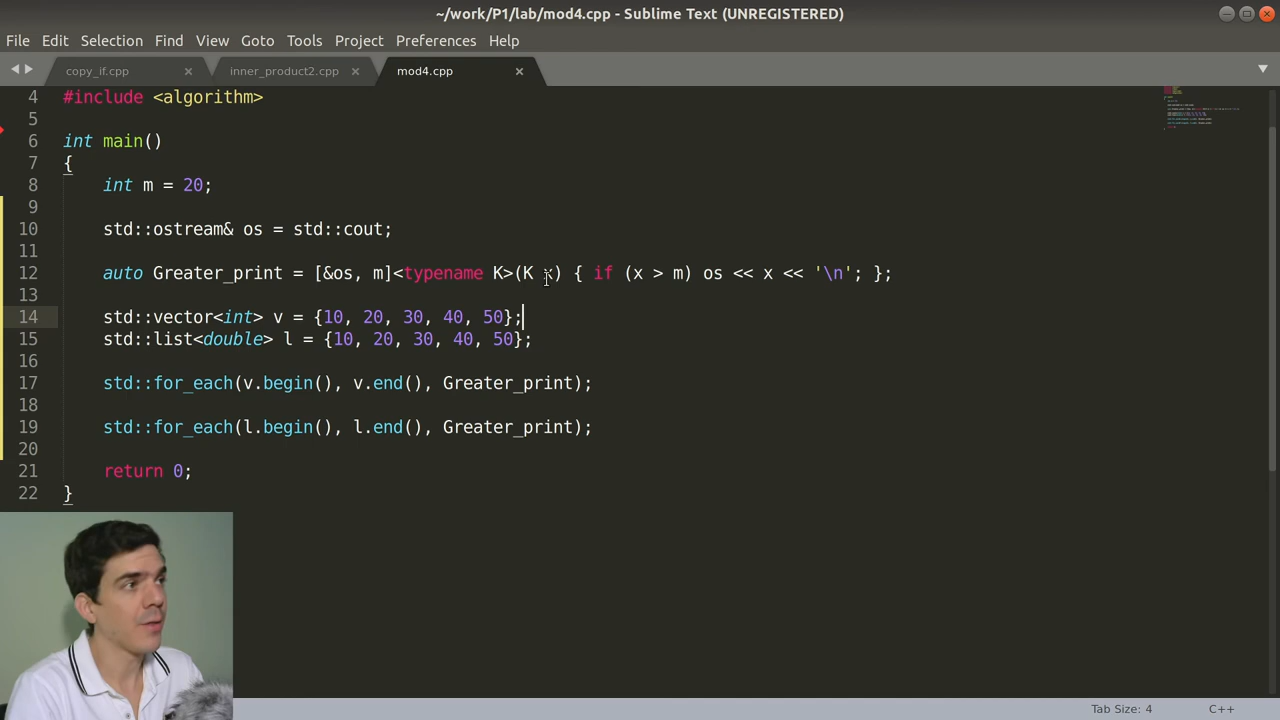 ~/work/P1/lab/mod4.cpp - Sublime Text (UNREGISTERED)
File Edit Selection Find View Goto Tools Project Preferences Help
copy_if.cpp inner_product2.cpp mod4.cpp
4 #include <algorithm>
5
6 int main()
7 {
8 int m = 20;
9
10 std::ostream& os = std::cout;
11
12 auto Greater_print = [&os, m]<typename K>(K x) { if (x > m) os << x << '\n'; };
13
14 std::vector<int> v = {10, 20, 30, 40, 50};
15 std::list<double> l = {10, 20, 30, 40, 50};
16
17 std::for_each(v.begin(), v.end(), Greater_print);
18
19 std::for_each(l.begin(), l.end(), Greater_print);
20
21 return 0;
22 }
Tab Size: 4 C++